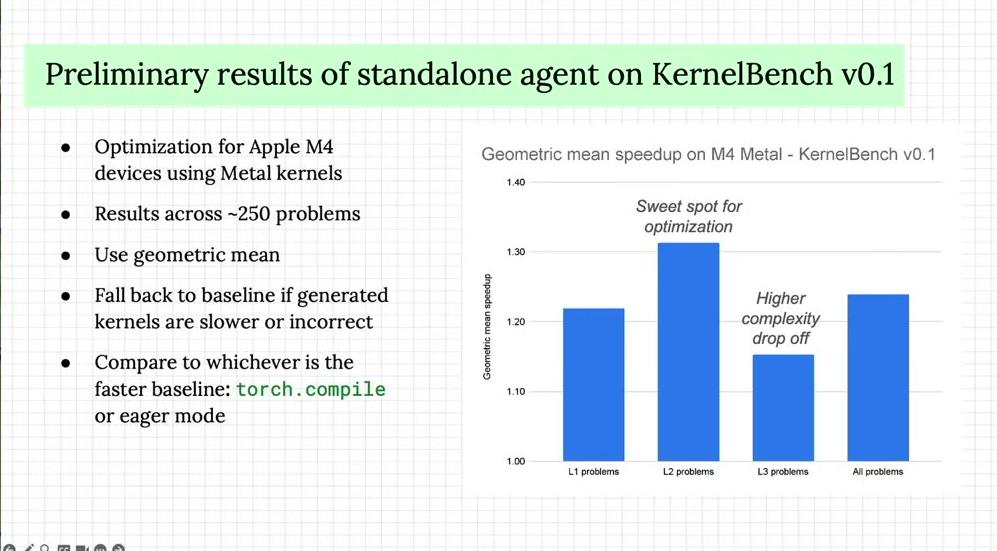 Preliminary results of standalone agent on KernelBench v0.1
● Optimization for Apple M4
devices using Metal kernels
● Results across ~250 problems
● Use geometric mean
● Fall back to baseline if generated
kernels are slower or incorrect
● Compare to whichever is the
faster baseline: torch.compile
or eager mode
Geometric mean speedup on M4 Metal - KernelBench v0.1
Geometric mean speedup
1.40
1.30
1.20
1.10
1.00
Sweet spot for
optimization
Higher
complexity
drop off
L1 problems
L2 problems
L3 problems
All problems